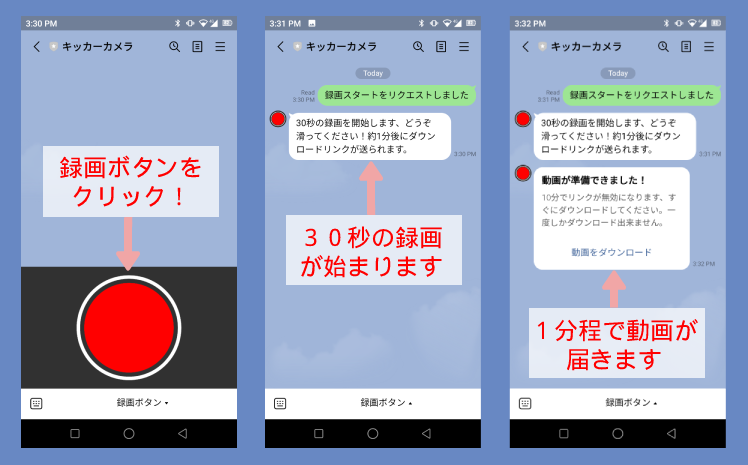 3:30 PM
キッカーカメラ
録画ボタンを
クリック！
録画ボタン
3:31 PM
キッカーカメラ
Today
Read
3:30 PM
録画スタートをリクエストしました
30秒の録画を開始します、どうぞ
滑ってください！約1分後にダウン
ロードリンクが送られます。
3:30 PM
３０秒の録画
が始まります
録画ボタン
3:32 PM
キッカーカメラ
Today
Read
3:31 PM
録画スタートをリクエストしました
30秒の録画を開始します、どうぞ
滑ってください！約1分後にダウン
ロードリンクが送られます。
3:31 PM
動画が準備できました！
10分でリンクが無効になります、す
ぐにダウンロードしてください。一
度しかダウンロード出来ません。
動画をダウンロード
3:32 PM
１分程で動画が
届きます
録画ボタン